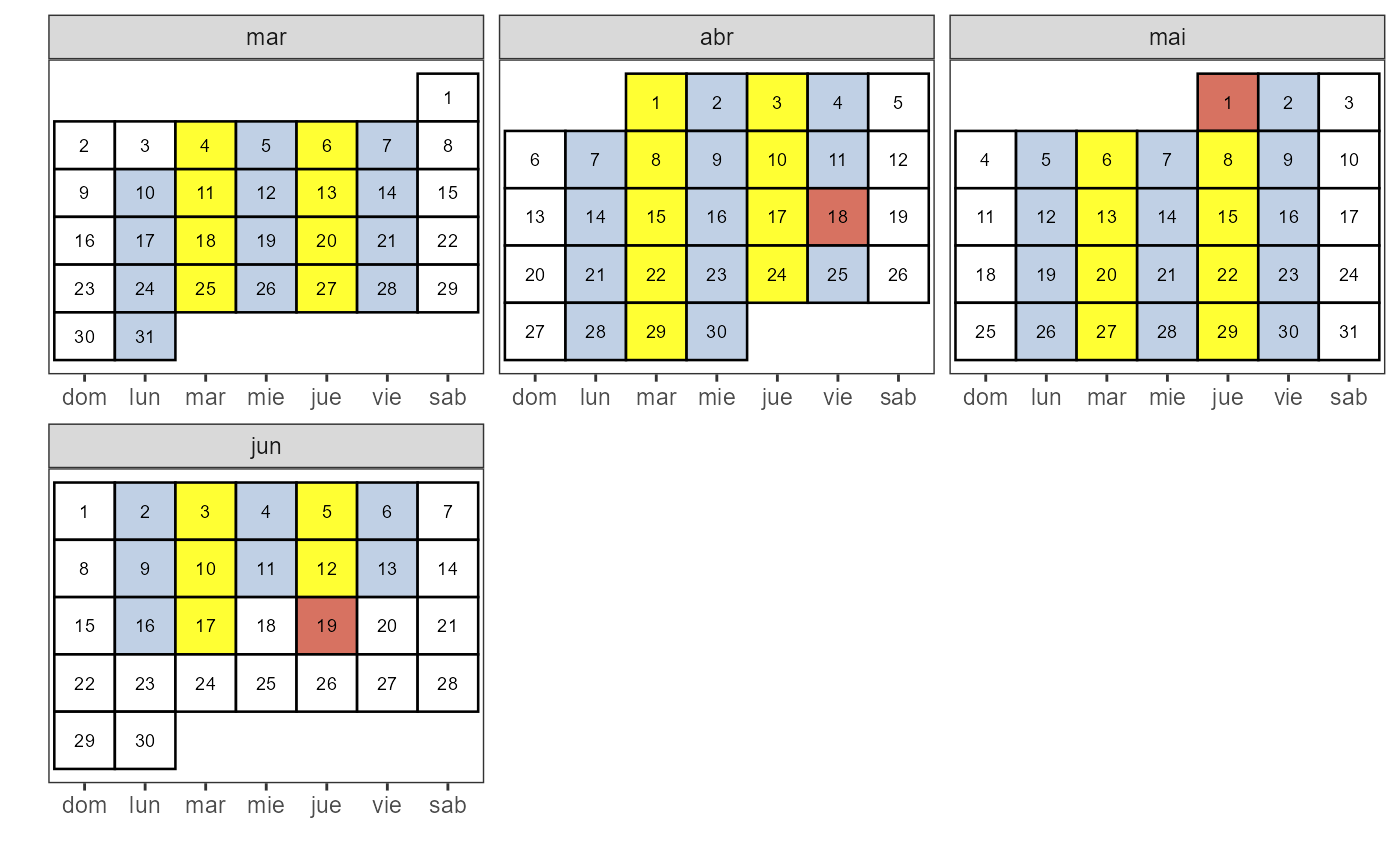 mar
1
2 3 4 5 6 7 8
9 10 11 12 13 14 15
16 17 18 19 20 21 22
23 24 25 26 27 28 29
30 31
dom lun mar mie jue vie sab
abr
1 2 3 4 5
6 7 8 9 10 11 12
13 14 15 16 17 18 19
20 21 22 23 24 25 26
27 28 29 30
dom lun mar mie jue vie sab
mai
1 2 3
4 5 6 7 8 9 10
11 12 13 14 15 16 17
18 19 20 21 22 23 24
25 26 27 28 29 30 31
dom lun mar mie jue vie sab
jun
1 2 3 4 5 6 7
8 9 10 11 12 13 14
15 16 17 18 19 20 21
22 23 24 25 26 27 28
29 30
dom lun mar mie jue vie sab